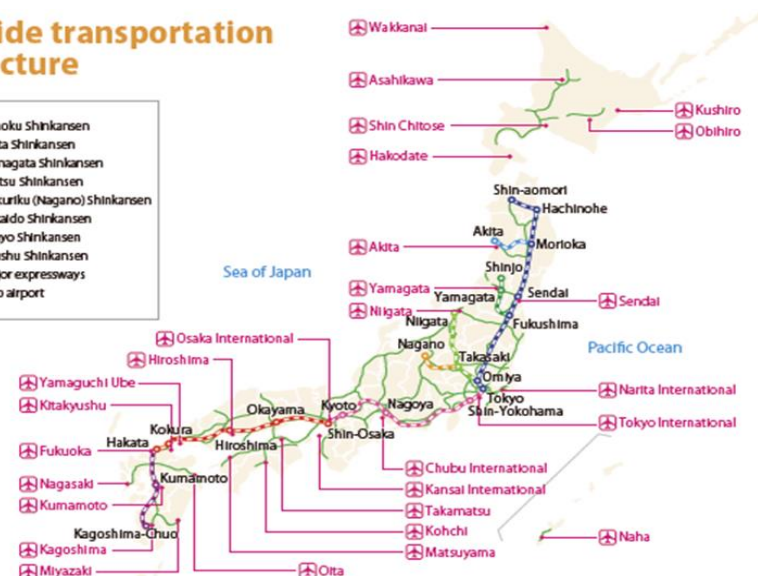 ide transportation
cture
oku Shinkansen
ta Shinkansen
nagata Shinkansen
tsu Shinkansen
kuriku (Nagano) Shinkansen
aido Shinkansen
yo Shinkansen
ushu Shinkansen
jor expressways
o airport
Wakkanai
Asahikawa
Kushiro
Shin Chitose
Obihiro
Hakodate
Shin-aomori
Hachinohe
Akita
Morioka
Akita
Shinjo
Sea of Japan
Yamagata
Yamagata
Sendai
Sendai
Niigata
Niigata
Fukushima
Osaka International
Nagano
Pacific Ocean
Hiroshima
Takasaki
Yamaguchi Ube
Omiya
Narita International
Kitakyushu
Okayama
Kyoto
Nagoya
Tokyo
Shin-Yokohama
Tokyo International
Kokura
Hakata
Hiroshima
Shin-Osaka
Fukuoka
Chubu International
Nagasaki
Kumamoto
Kansai International
Kumamoto
Takamatsu
Kagoshima-Chuo
Kohchi
Naha
Kagoshima
Matsuyama
Miyazaki
Oita